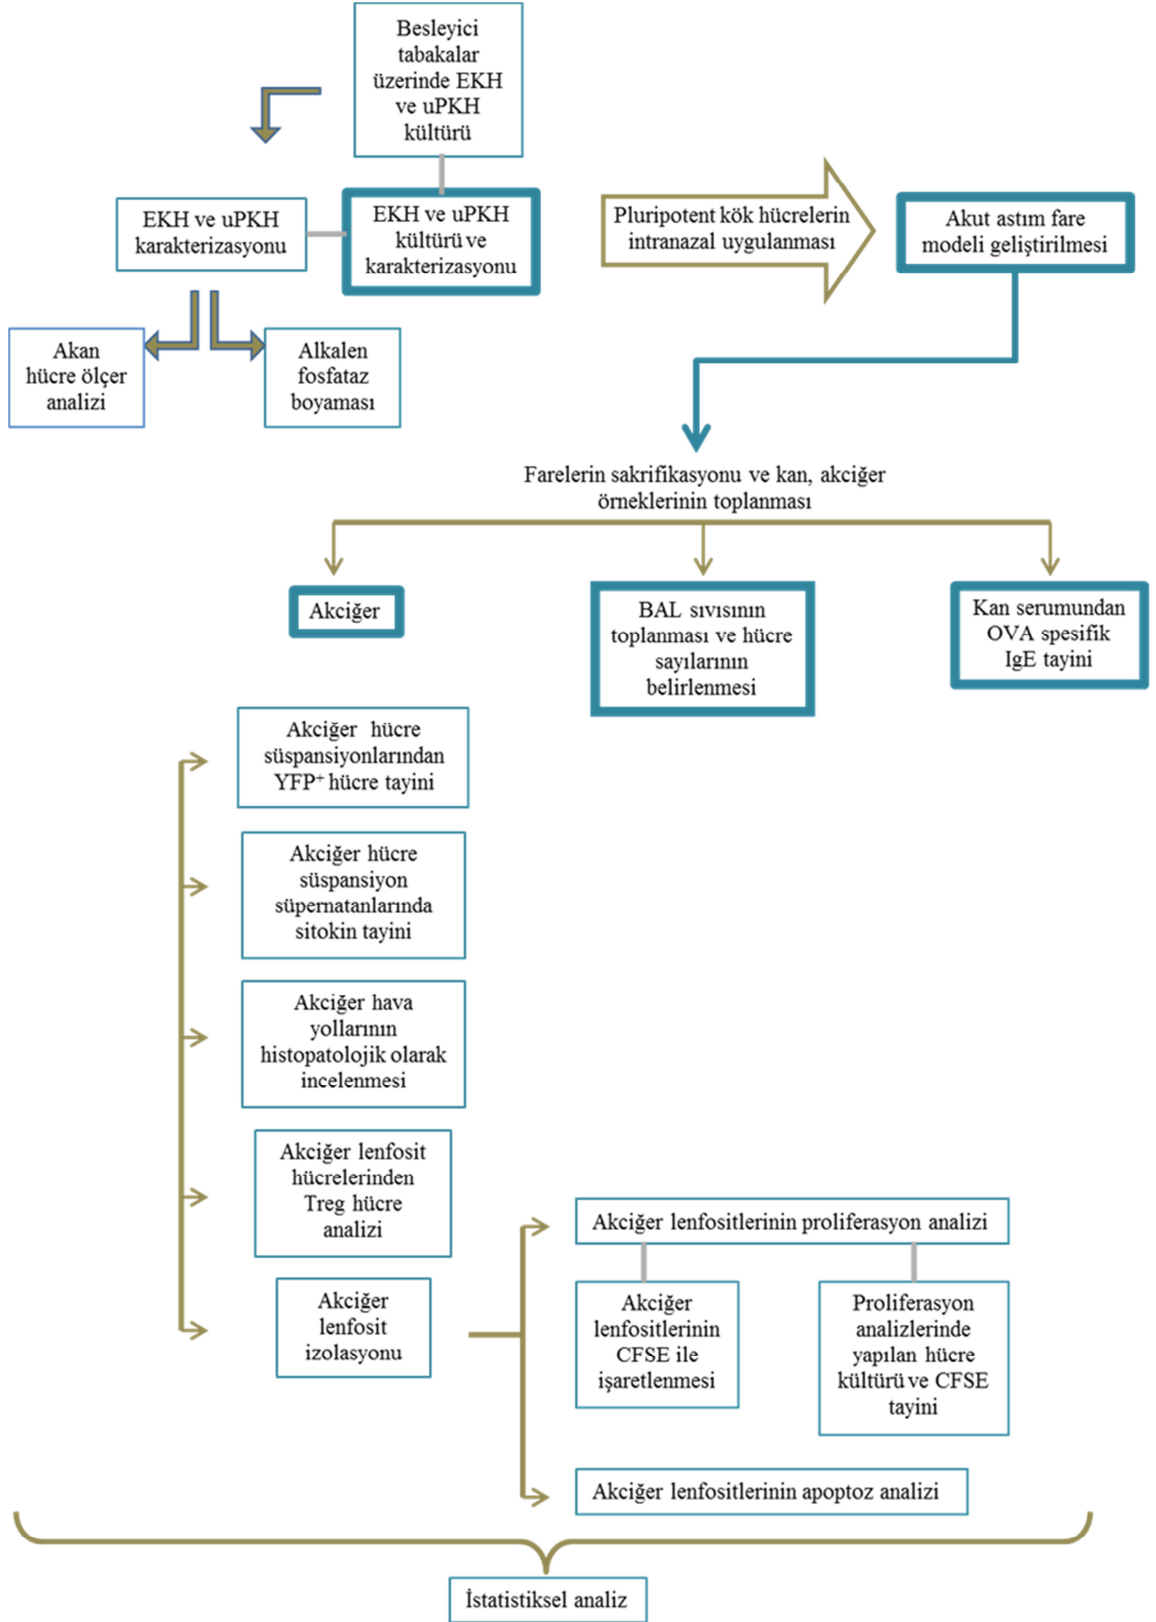 Besleyici
tabakalar
üzerinde EKH
ve uPKH
kültürü
EKH ve uPKH
karakterizasyonu
EKH ve uPKH
kültürü ve
karakterizasyonu
Pluripotent kök hücrelerin
intranazal uygulanması
Akut astım fare
modeli geliştirilmesi
Akan
hücre ölçer
analizi
Alkalen
fosfataz
boyaması
Farelerin sakrifikasyonu ve kan, akciğer
örneklerinin toplanması
Akciğer
BAL sıvısının
toplanması ve hücre
sayılarının
belirlenmesi
Kan serumundan
OVA spesifik
IgE tayini
Akciğer hücre
süspansiyonlarından
YFP⁺ hücre tayini
Akciğer hücre
süspansiyon
süpernatanlarında
sitokin tayini
Akciğer hava
yollarının
histopatolojik olarak
incelenmesi
Akciğer lenfosit
hücrelerinden
Treg hücre
analizi
Akciğer
lenfosit
izolasyonu
Akciğer lenfositlerinin proliferasyon analizi
Akciğer
lenfositlerinin
CFSE ile
işaretlenmesi
Proliferasyon
analizlerinde
yapılan hücre
kültürü ve CFSE
tayini
Akciğer lenfositlerinin apoptoz analizi
İstatistiksel analiz